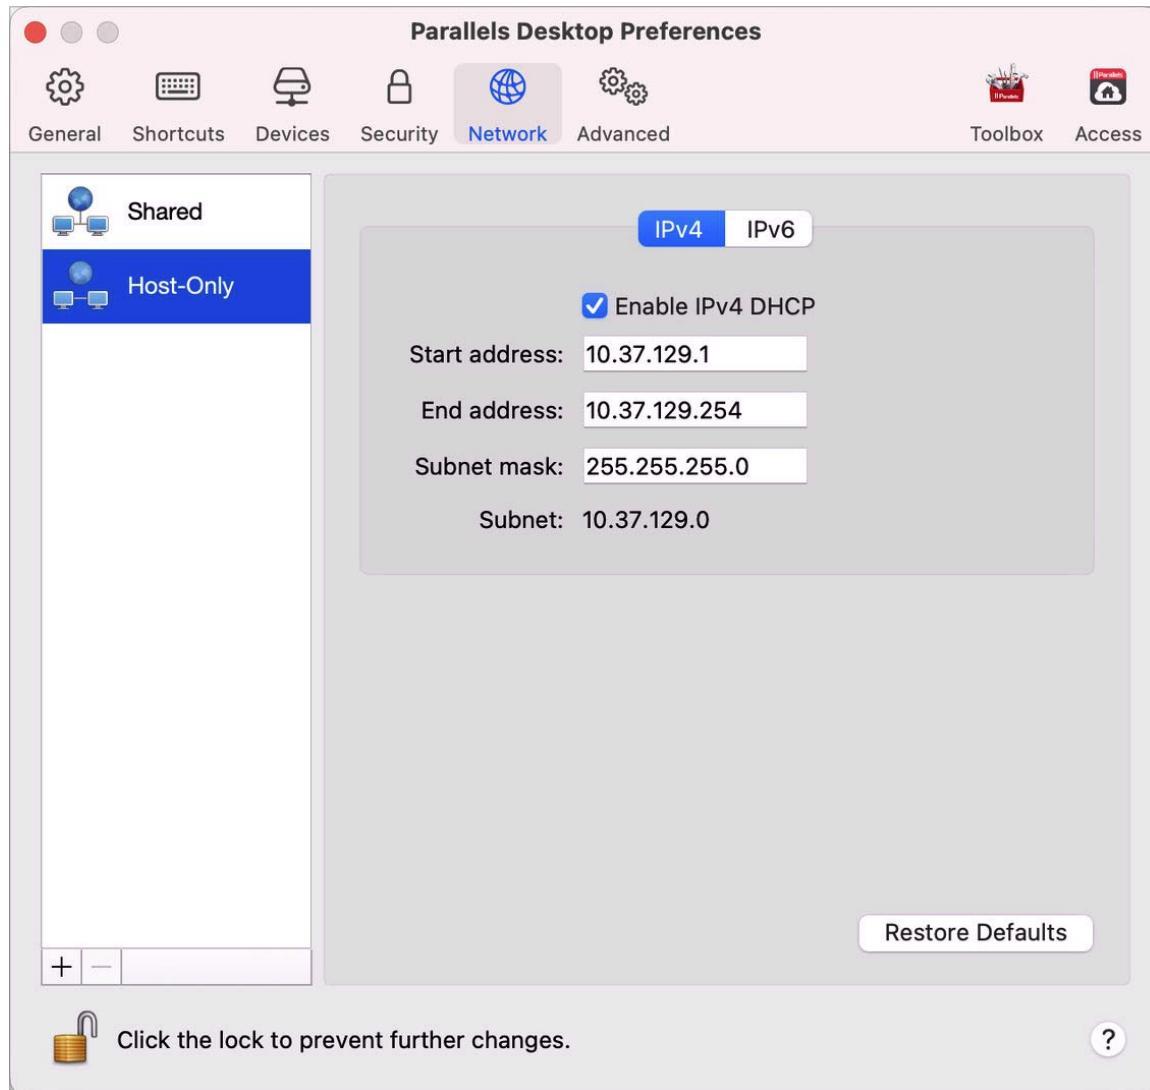 Parallels Desktop Preferences
General Shortcuts Devices Security Network Advanced Toolbox Access
Shared
Host-Only
IPv4 IPv6
Enable IPv4 DHCP
Start address: 10.37.129.1
End address: 10.37.129.254
Subnet mask: 255.255.255.0
Subnet: 10.37.129.0
Restore Defaults
Click the lock to prevent further changes.
?